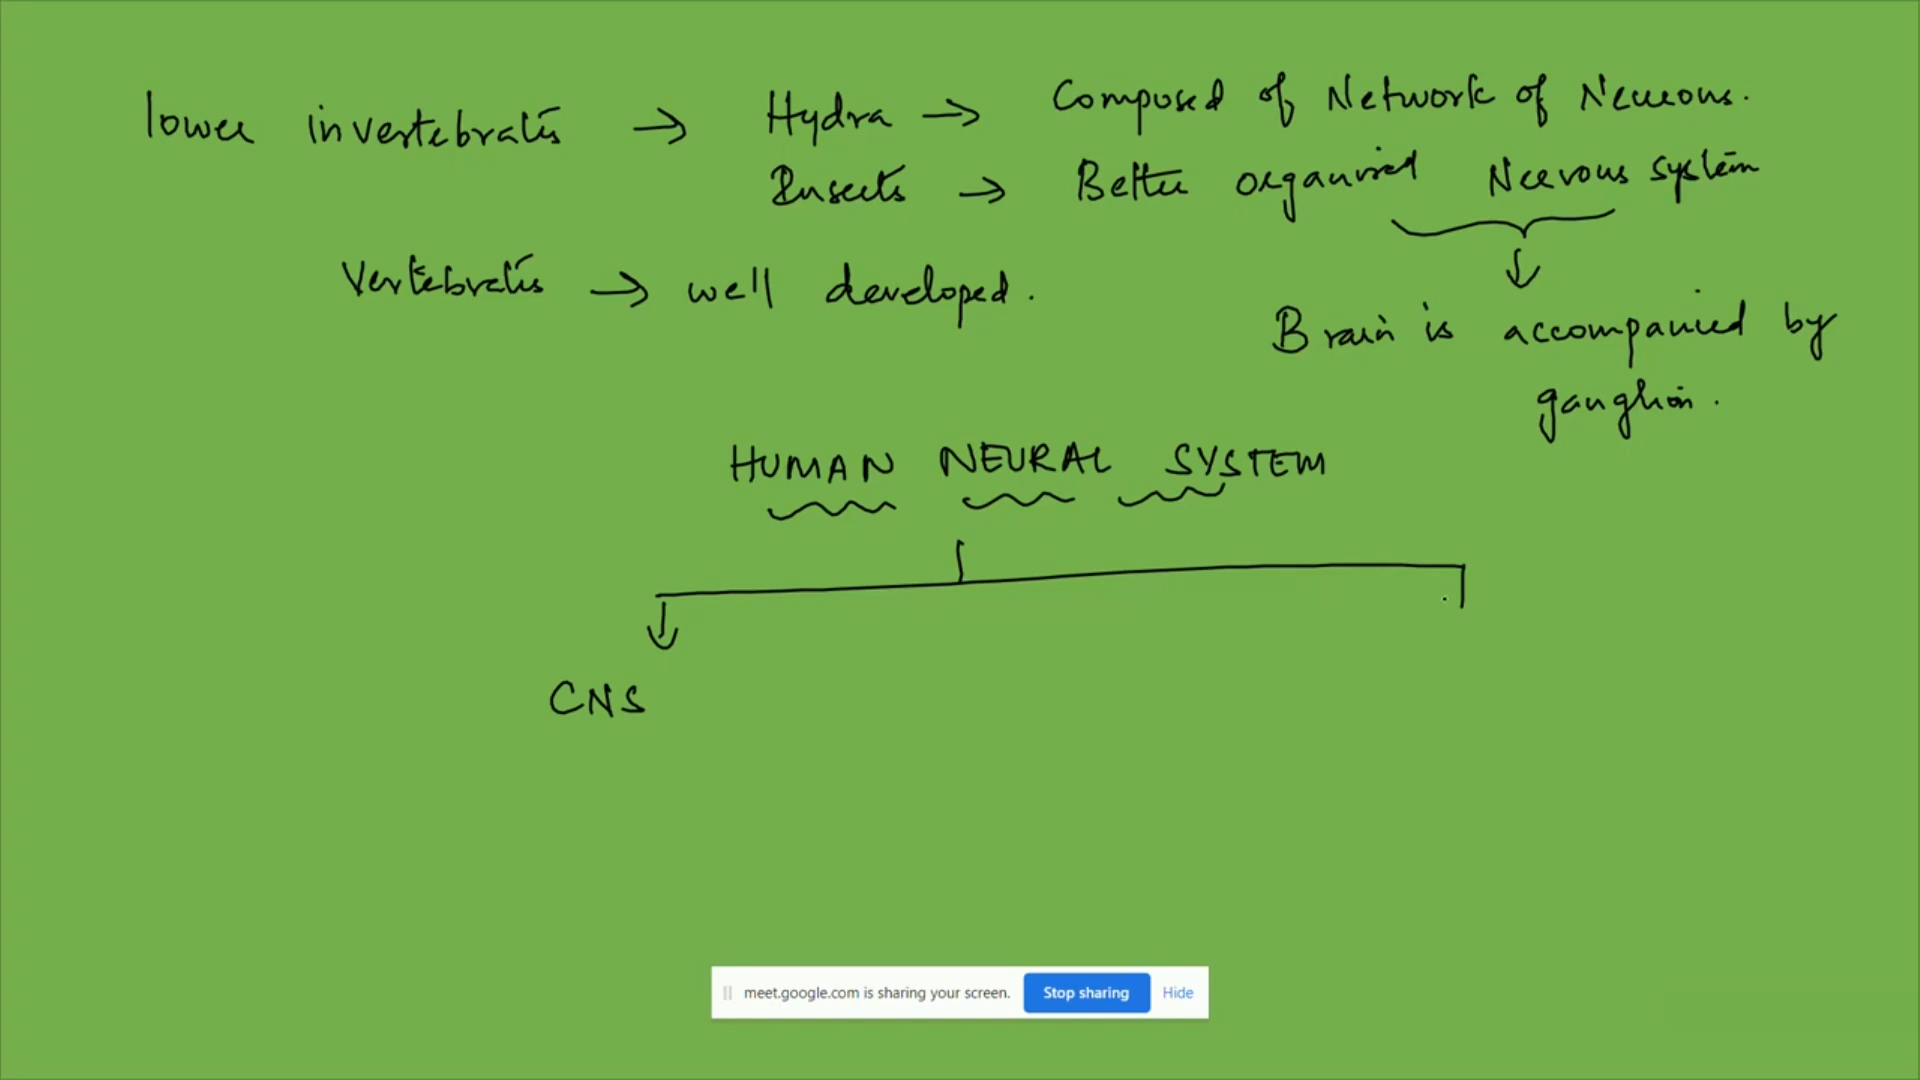 lower invertebrates → Hydra → Composed of Network of Neurons.
Insects → Better organised Nervous system
Vertebrates → well developed.
Brain is accompanied by
ganglion.
HUMAN NEURAL SYSTEM
CNS
meet.google.com is sharing your screen. Stop sharing Hide